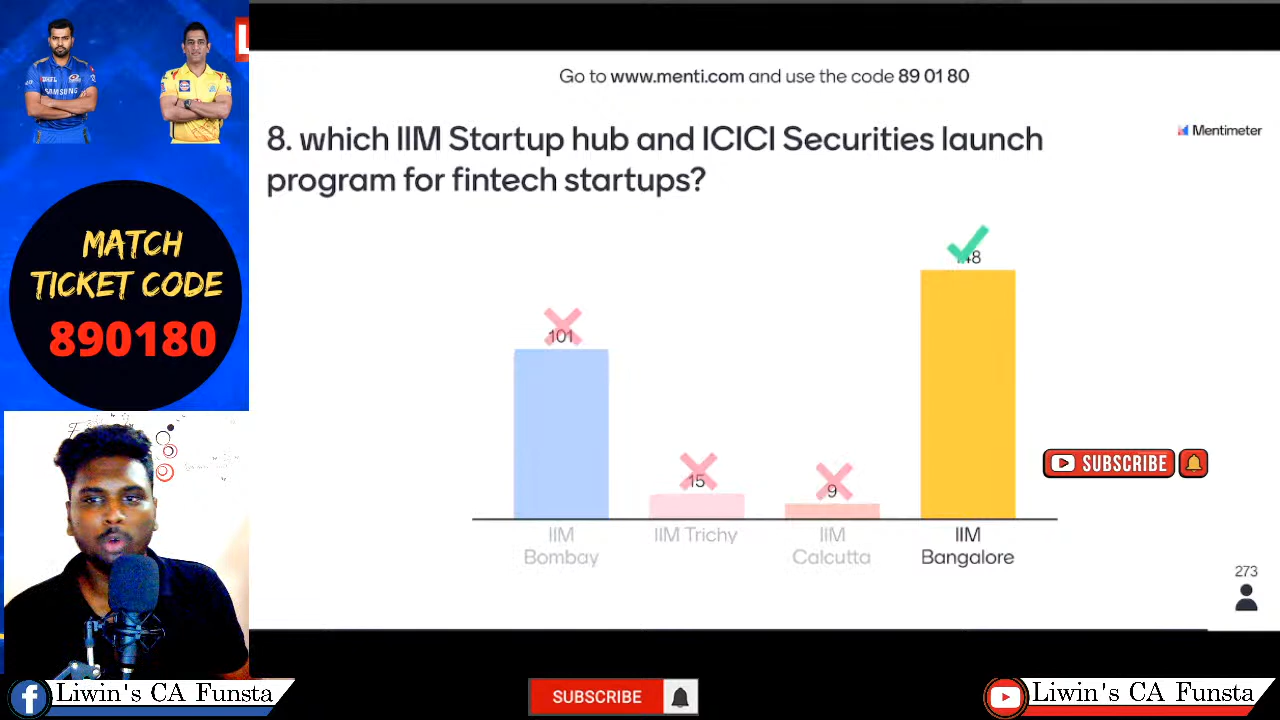 Go to www.menti.com and use the code 89 01 80
8. which IIM Startup hub and ICICI Securities launch
program for fintech startups?
Mentimeter
SAMSUNG
MATCH
TICKET CODE
890180
101
15
9
IIM
Bombay
IIM Trichy
IIM
Calcutta
IIM
Bangalore
SUBSCRIBE
273
Liwin's CA Funsta
SUBSCRIBE
Liwin's CA Funsta